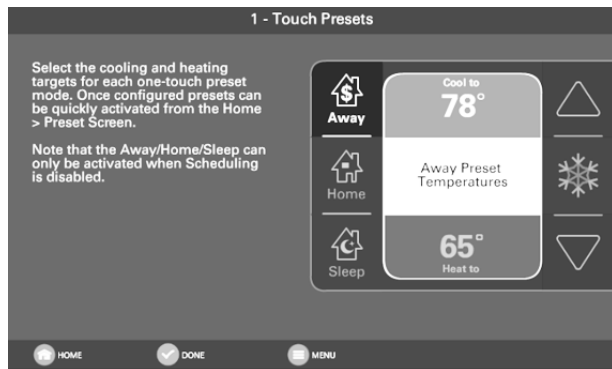 1 - Touch Presets
Select the cooling and heating
targets for each one-touch preset
mode. Once configured presets can
be quickly activated from the Home
> Preset Screen.
Note that the Away/Home/Sleep can
only be activated when Scheduling
is disabled.
$
Away
Home
Sleep
Cool to
78°
Away Preset
Temperatures
65°
Heat to
HOME
DONE
MENU